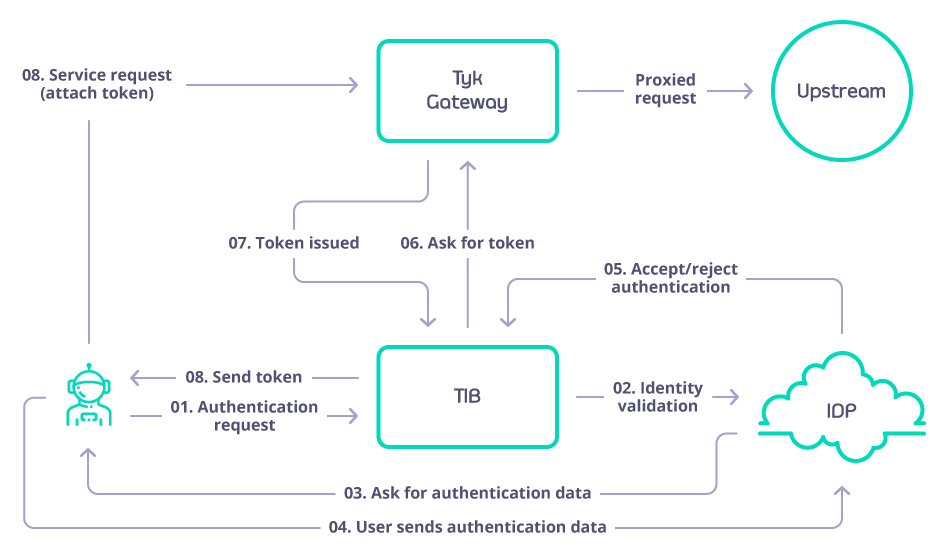 Tyk
Gateway
Upstream
08. Service request
(attach token)
Proxied
request
07. Token issued
06. Ask for token
05. Accept/reject
authentication
08. Send token
01. Authentication
request
TIB
02. Identity
validation
IDP
03. Ask for authentication data
04. User sends authentication data